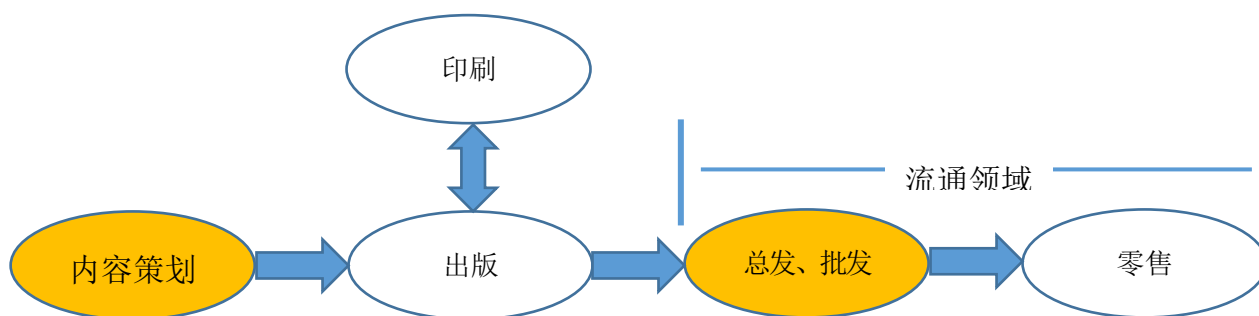 印刷
流通领域
内容策划
出版
总发、批发
零售